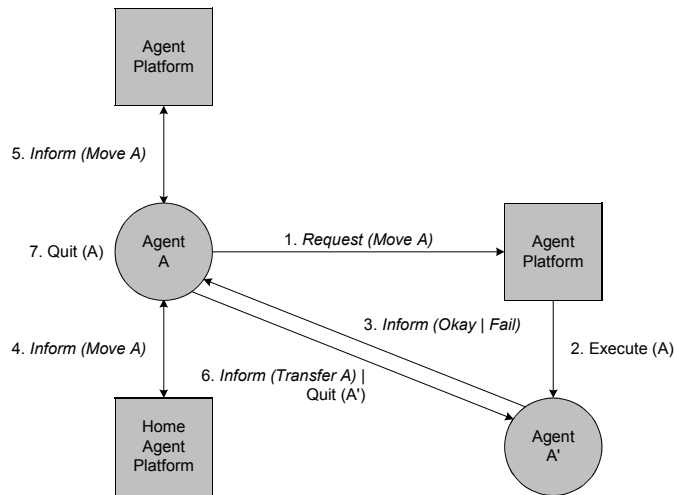 Agent
Platform
5. Inform (Move A)
7. Quit (A)
Agent
A
1. Request (Move A)
Agent
Platform
3. Inform (Okay | Fail)
2. Execute (A)
4. Inform (Move A)
6. Inform (Transfer A) |
Quit (A')
Home
Agent
Platform
Agent
A'